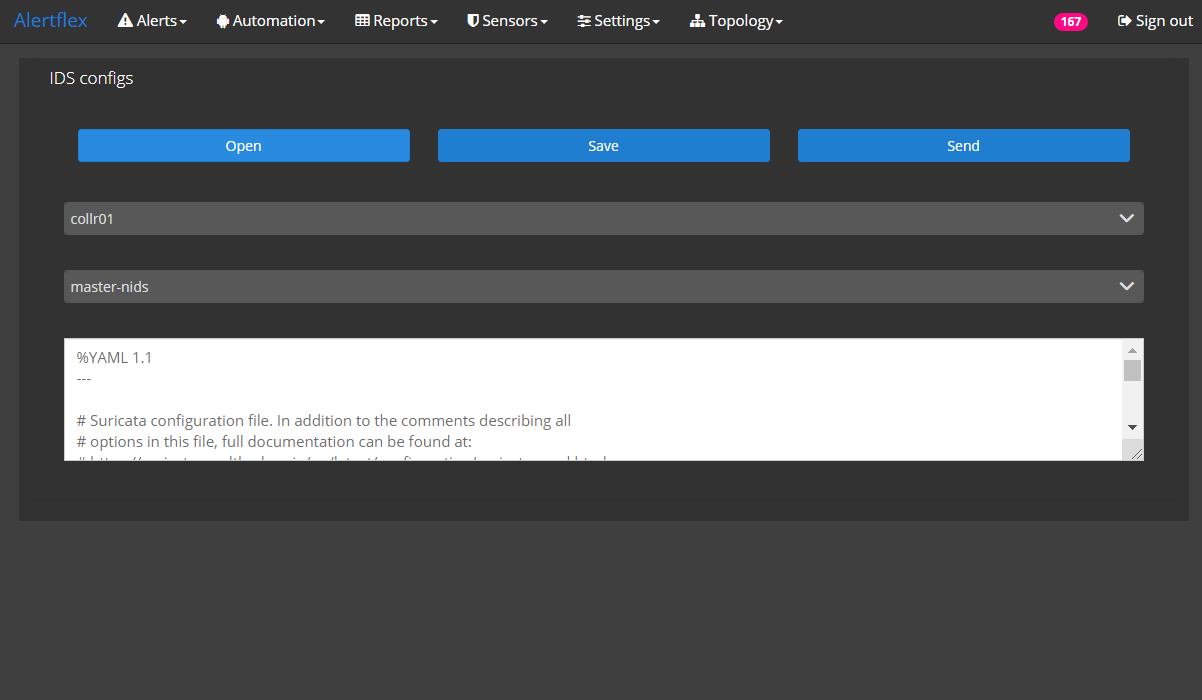 Alertflex Alerts Automation Reports Sensors Settings Topology 167 Sign out
IDS configs
Open Save Send
collr01
master-nids
%YAML 1.1
---
# Suricata configuration file. In addition to the comments describing all
# options in this file, full documentation can be found at: